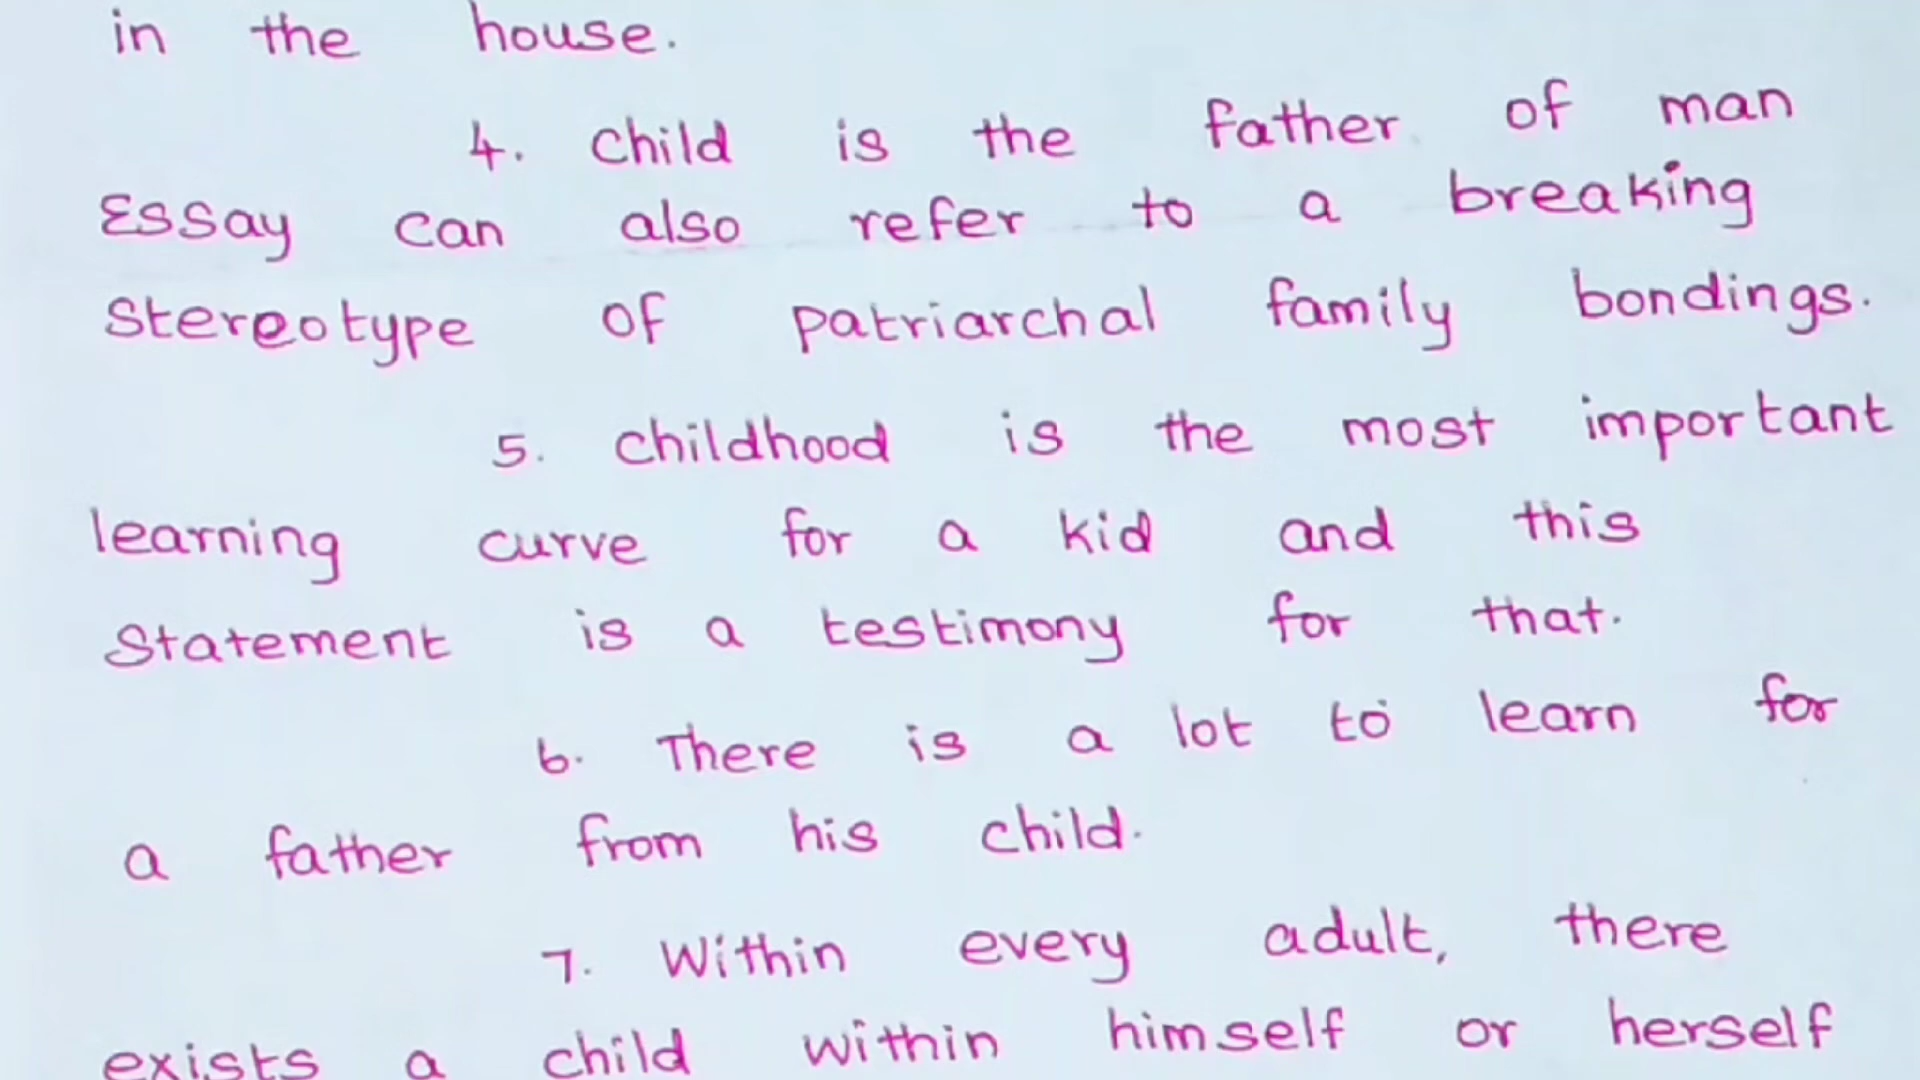 in the house.
4. Child is the father of man
Essay can also refer to a breaking
Stereotype of patriarchal family bondings.
5. Childhood is the most important
learning curve for a kid and this
Statement is a testimony for that.
6. There is a lot to learn for
a father from his child.
7. Within every adult, there
exists a child within himself or herself